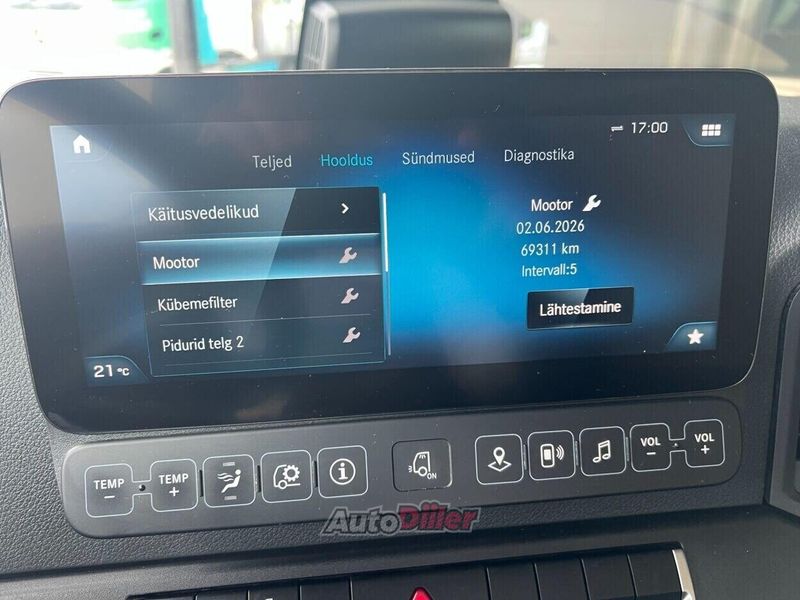 17:00
Teljed Hooldus Sündmused Diagnostika
Käitusvedelikud
Mootor
Kübemefilter
Pidurid telg 2
Mootor
02.06.2026
69311 km
Intervall:5
Lähtestamine
21°C
TEMP -
TEMP +
ON
VOL -
VOL +
AutoDiiler